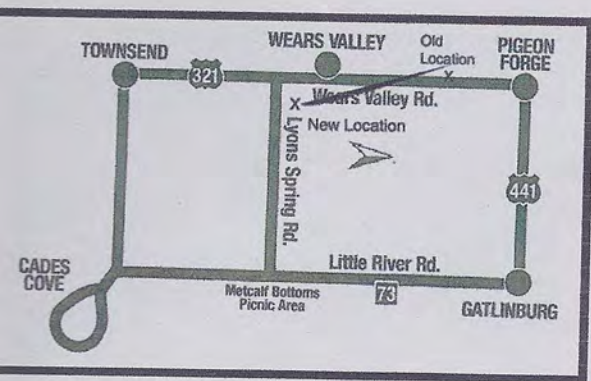 TOWNSEND
321
WEARS VALLEY
Old
Location
x
PIGEON
FORGE
Wears Valley Rd.
X
New Location
Lyons Spring Rd.
441
CADES
COVE
Little River Rd.
Metcalf Bottoms
Picnic Area
73
GATLINBURG